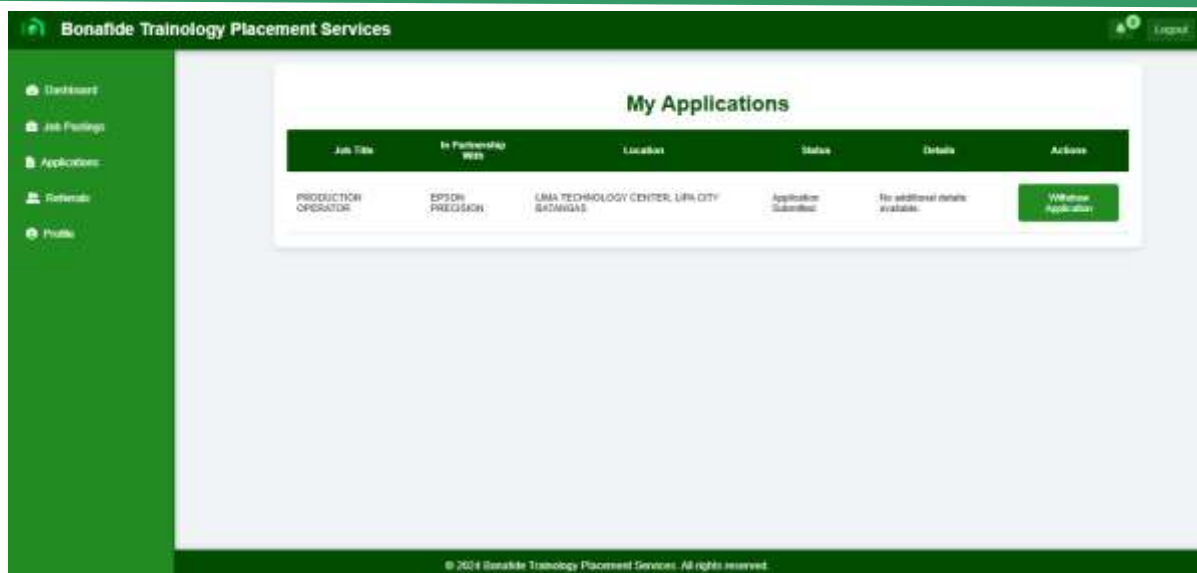 Bonafide Trainology Placement Services
Logout
Dashboard
Job Postings
Applications
Referrals
Profile
My Applications
Job Title
In Partnership
With
Location
Status
Details
Actions
PRODUCTION
OPERATOR
EPSON
PRECISION
LIMA TECHNOLOGY CENTER, LIPA CITY
BATANGAS
Application
Submitted
No additional details
available.
Withdraw
Application
© 2024 Bonafide Trainology Placement Services. All rights reserved.